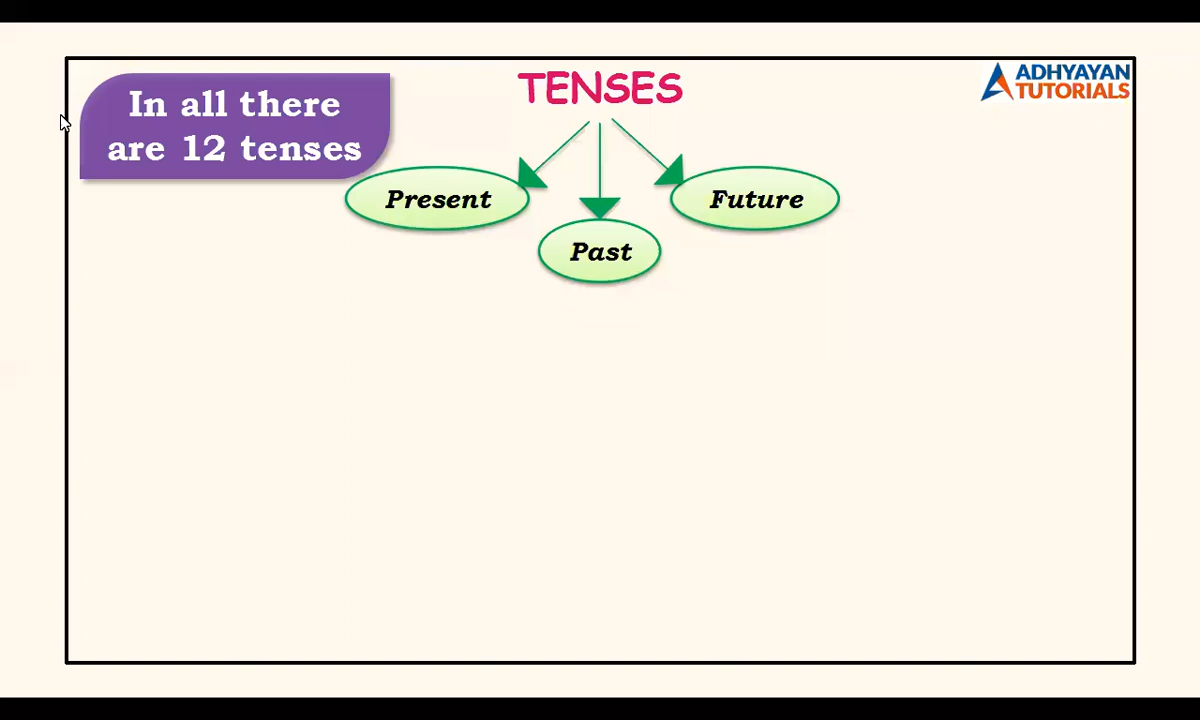 In all there
are 12 tenses
TENSES
ADHYAYAN
TUTORIALS
Present
Past
Future